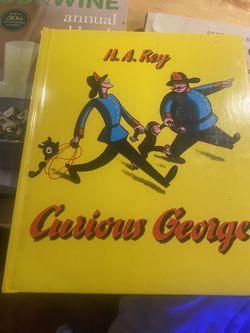 &WINE
annual
H. A. Rey
Curious George